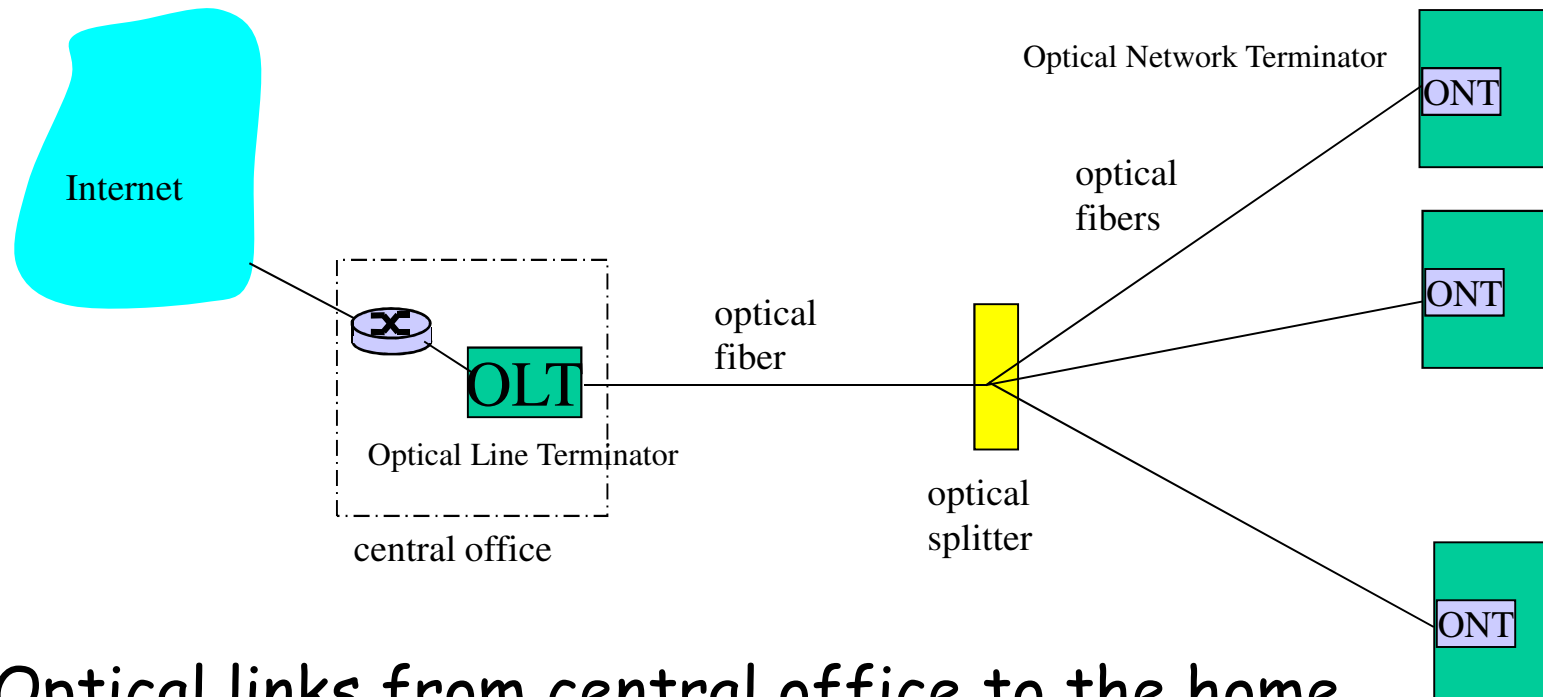 Optical Network Terminator
ONT
Internet
optical
fibers
ONT
optical
fiber
OLT
Optical Line Terminator
optical
splitter
central office
ONT
Optical links from central office to the home